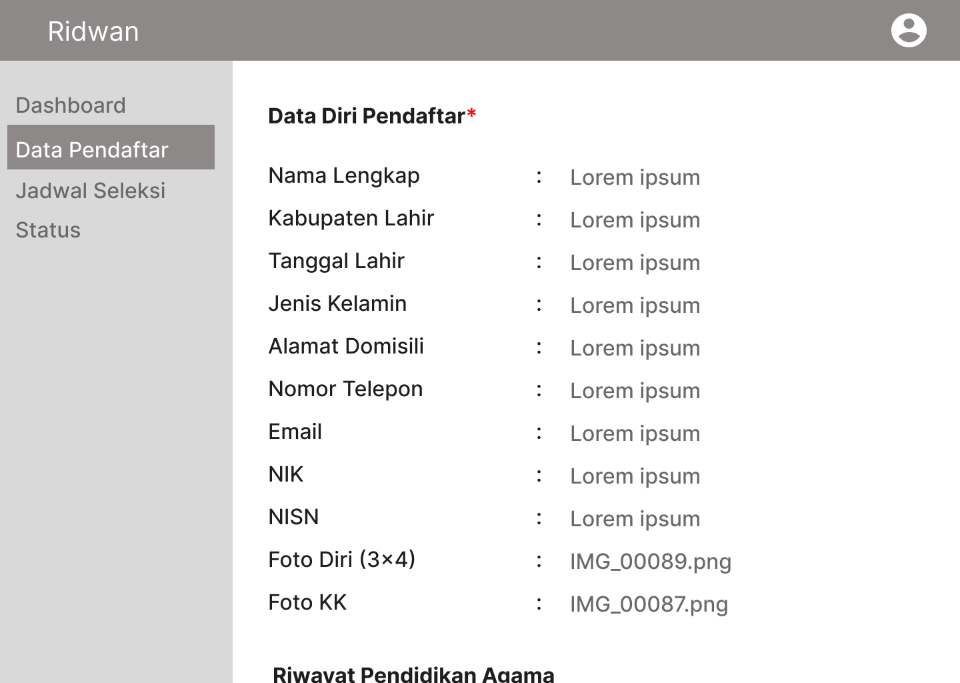 Ridwan
Dashboard
Data Pendaftar
Jadwal Seleksi
Status
Data Diri Pendaftar*
Nama Lengkap : Lorem ipsum
Kabupaten Lahir : Lorem ipsum
Tanggal Lahir : Lorem ipsum
Jenis Kelamin : Lorem ipsum
Alamat Domisili : Lorem ipsum
Nomor Telepon : Lorem ipsum
Email : Lorem ipsum
NIK : Lorem ipsum
NISN : Lorem ipsum
Foto Diri (3×4) : IMG_00089.png
Foto KK : IMG_00087.png
Riwayat Pendidikan Agama